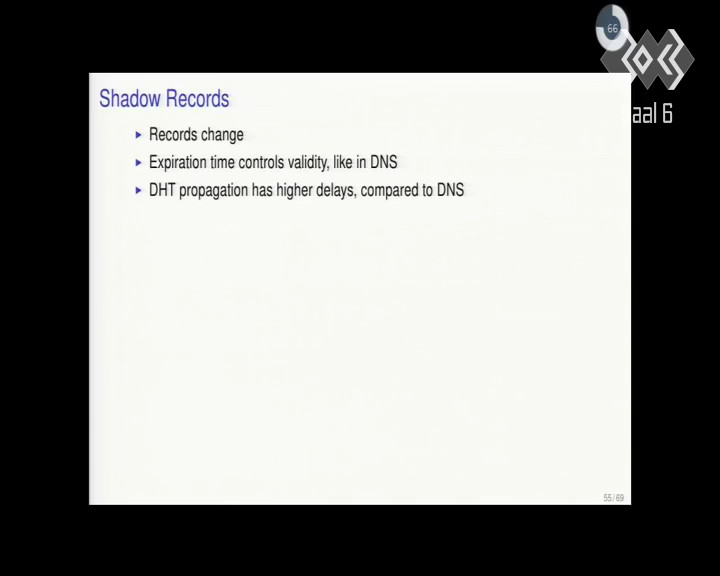 66
aal 6
Shadow Records
Records change
Expiration time controls validity, like in DNS
DHT propagation has higher delays, compared to DNS
55/69